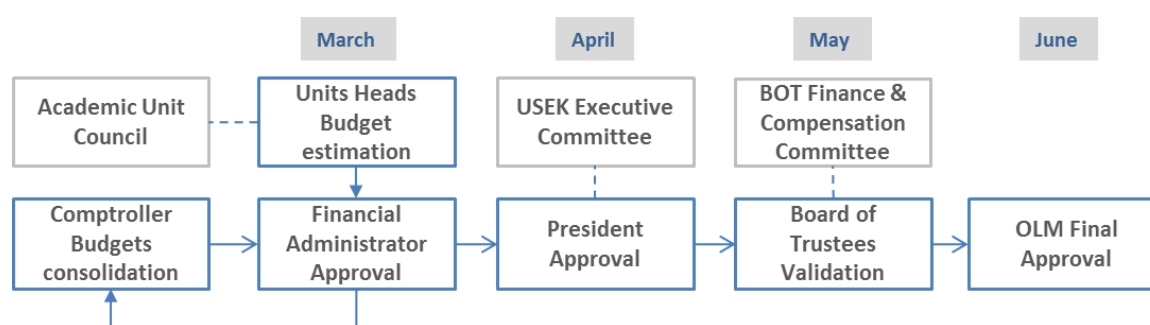 March
April
May
June
Academic Unit
Council
Units Heads
Budget
estimation
USEK Executive
Committee
BOT Finance &
Compensation
Committee
Comptroller
Budgets
consolidation
Financial
Administrator
Approval
President
Approval
Board of
Trustees
Validation
OLM Final
Approval